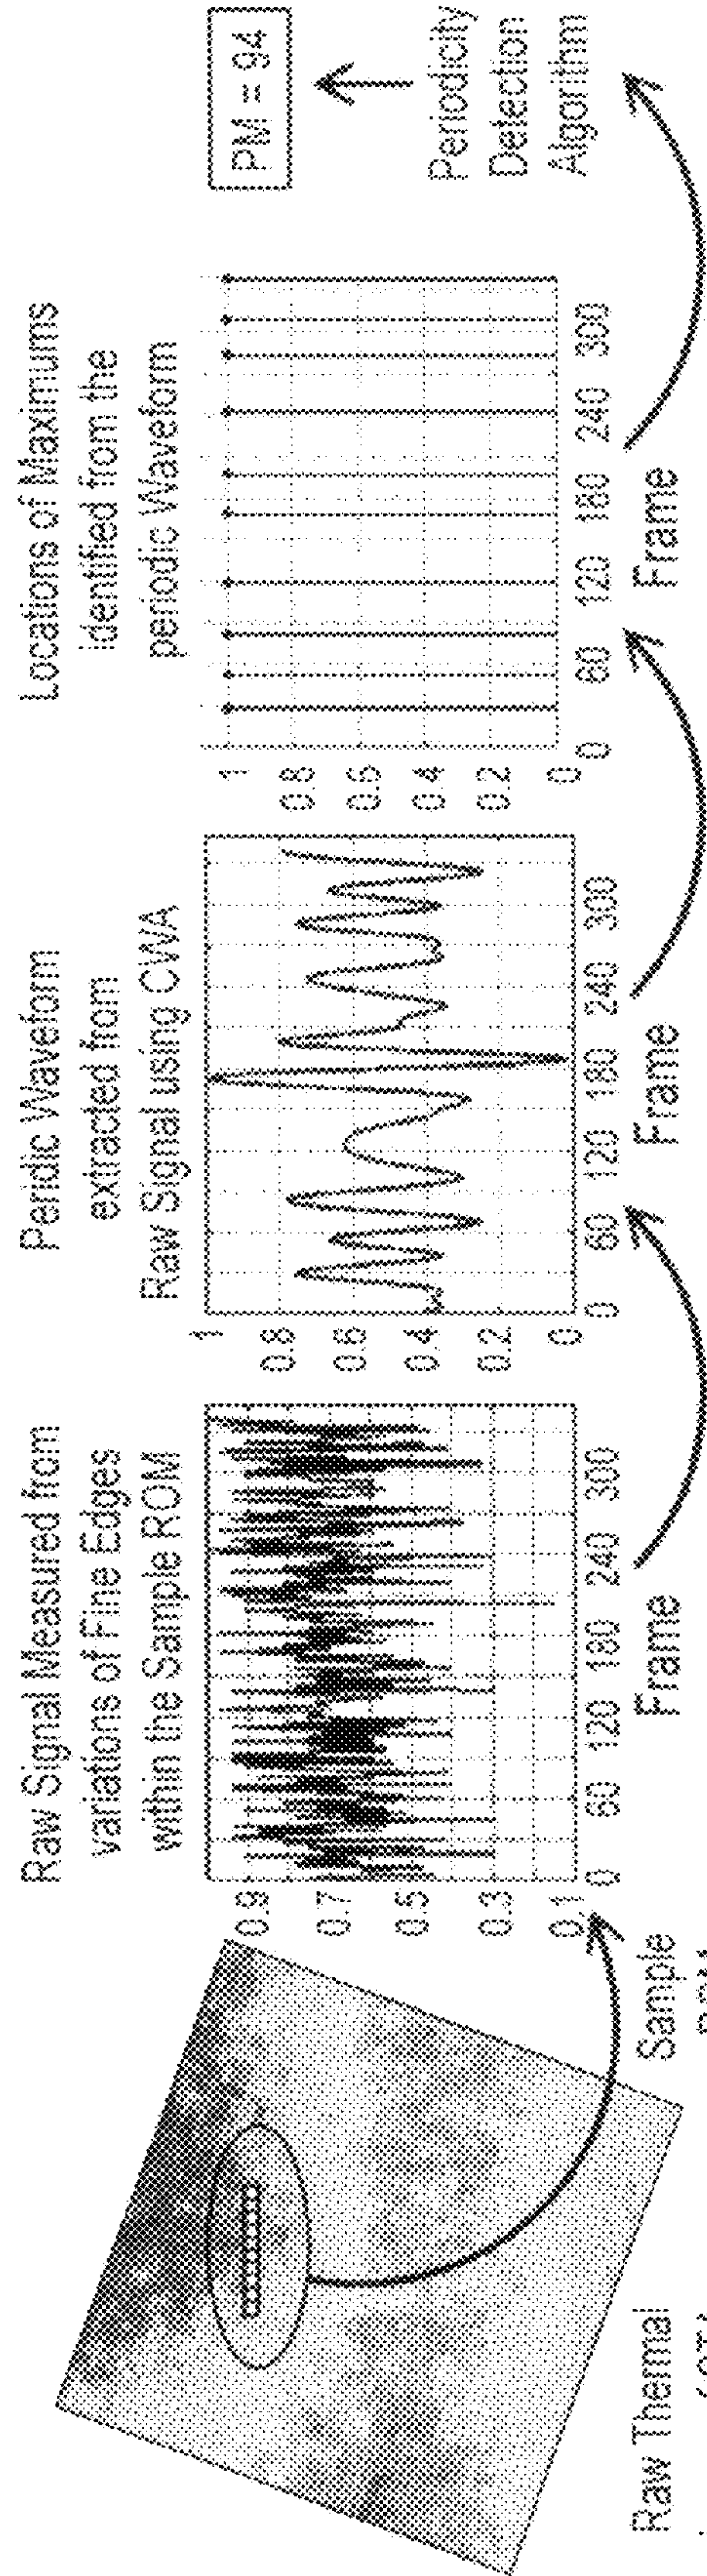 Raw Signal Measured from
variations of Fine Edges
within the Sample ROM
0.9
0.7
0.5
0.3
0.1
0 60 120 180 240 300
Frame
Raw Thermal
Sample
Peridic Waveform
extracted from
Raw Signal using CWA
1
0.8
0.6
0.4
0.2
0
0 60 120 180 240 300
Frame
Locations of Maximums
Identified from the
periodic Waveform
1
0.8
0.6
0.4
0.2
0
0 60 120 180 240 300
Frame
PM = 94
Periodicity
Detection
Algorithm